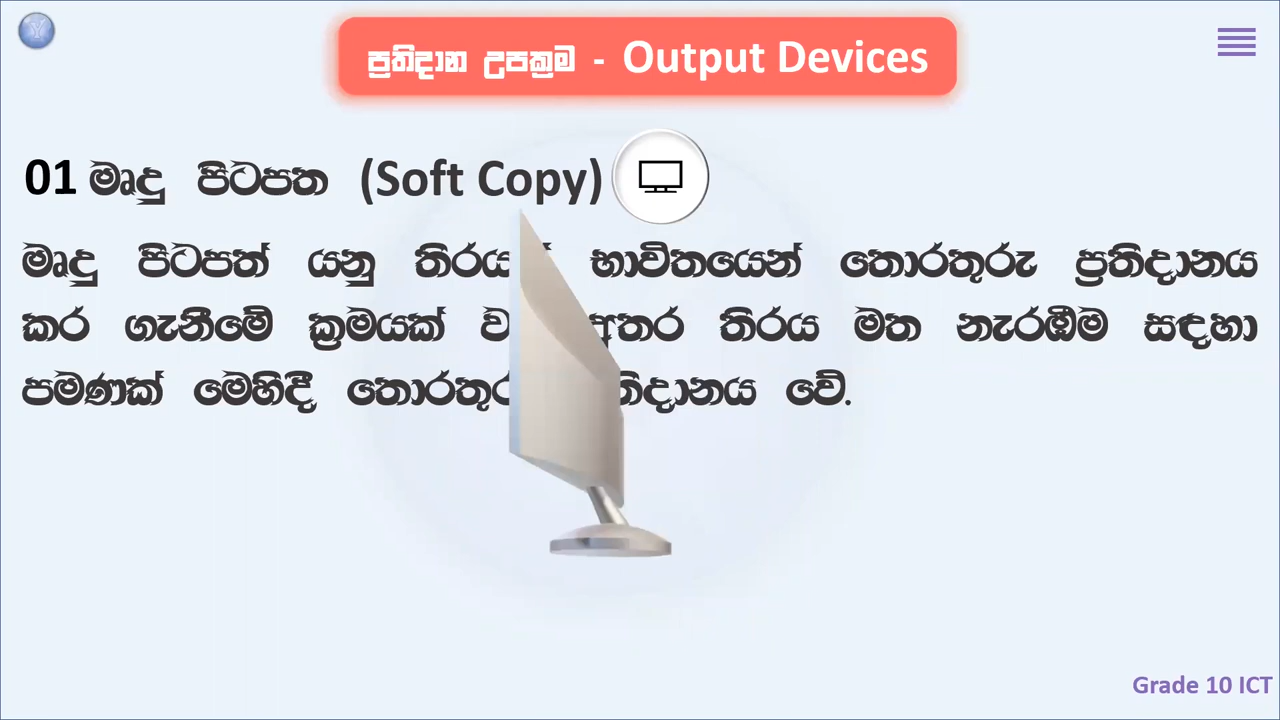 ප්‍රතිදාන උපක්‍රම - Output Devices
01 මෘදු පිටපත (Soft Copy)
මෘදු පිටපත් යනු භාවිතයෙන් තොරතුරු ප්‍රතිදානය
කර ගැනීමේ ක්‍රමයක් අතර තිරය මත නැරඹීම සඳහා
පමණක් මෙහිදී වේ.
Grade 10 ICT